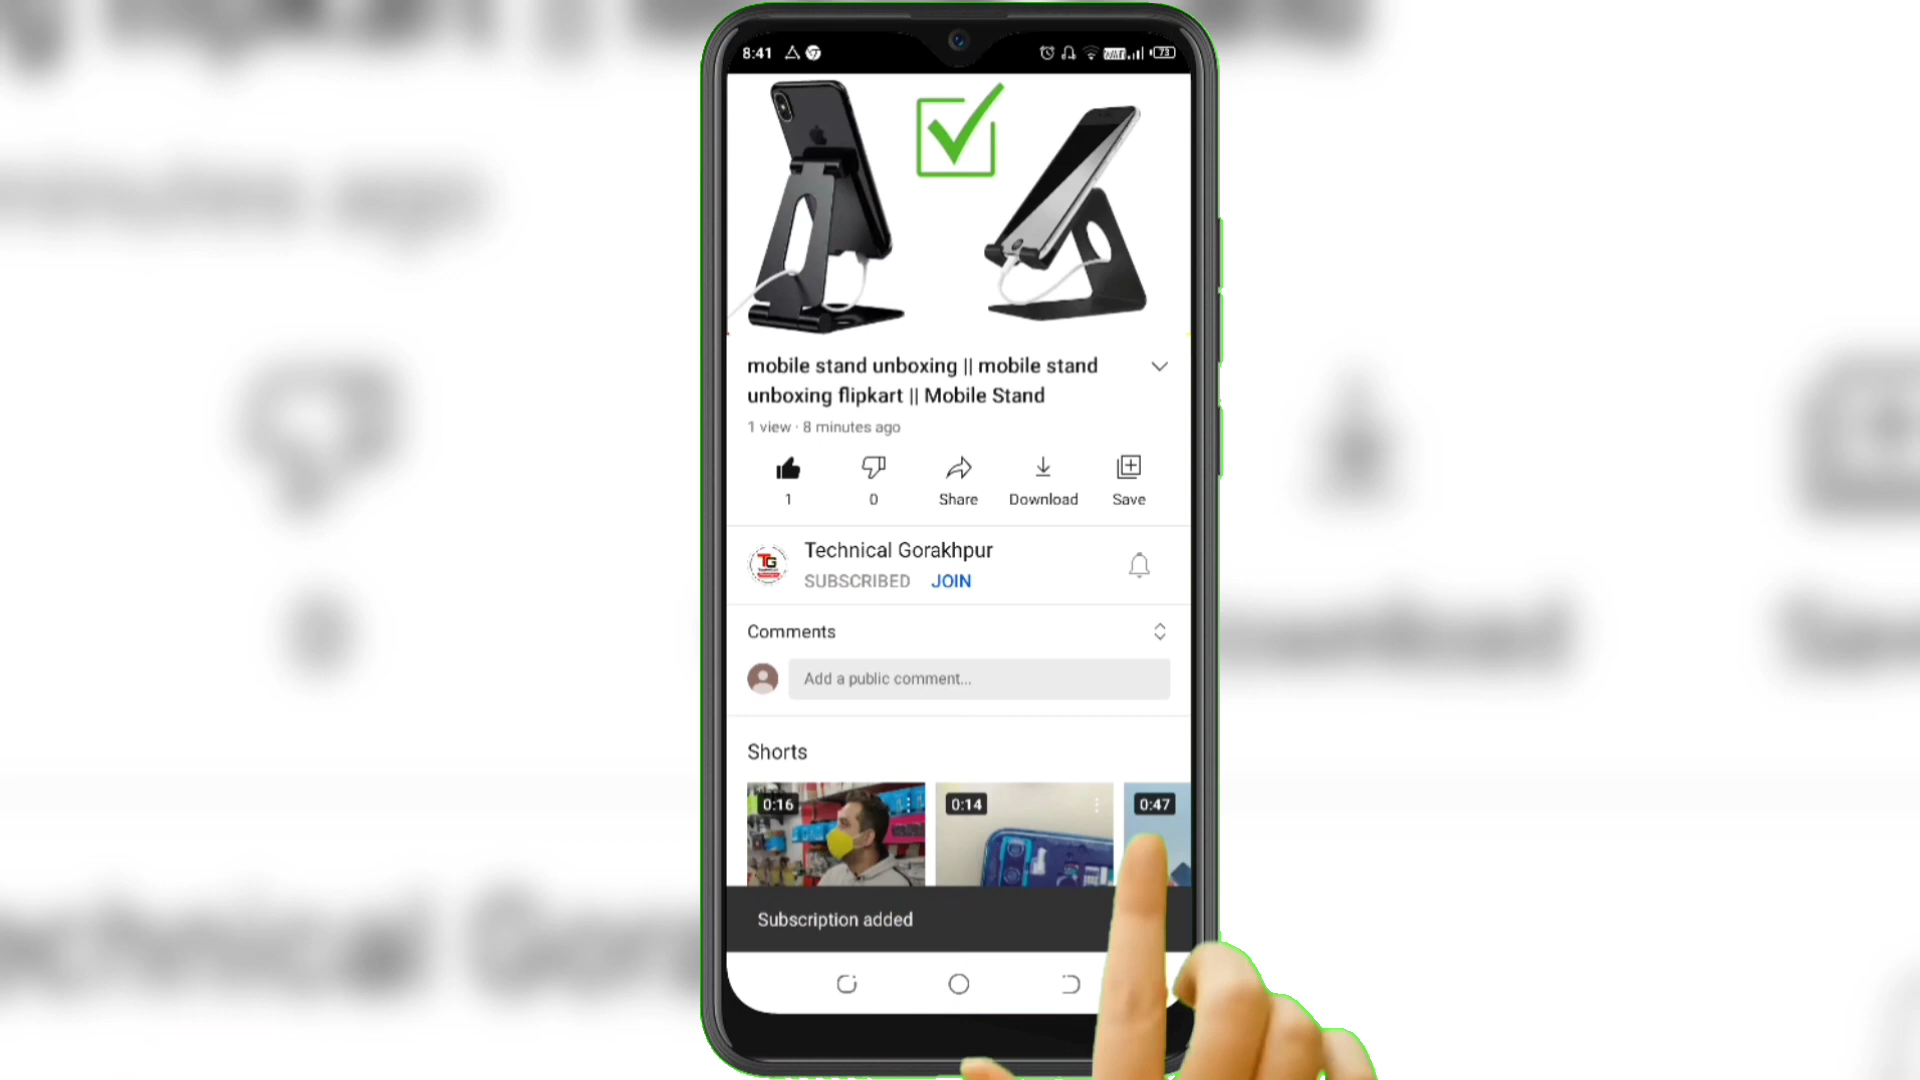 8:41
73
mobile stand unboxing || mobile stand
unboxing flipkart || Mobile Stand
1 view · 8 minutes ago
1
0
Share
Download
Save
Technical Gorakhpur
SUBSCRIBED JOIN
TG
Comments
Add a public comment...
Shorts
0:16
0:14
0:47
Subscription added